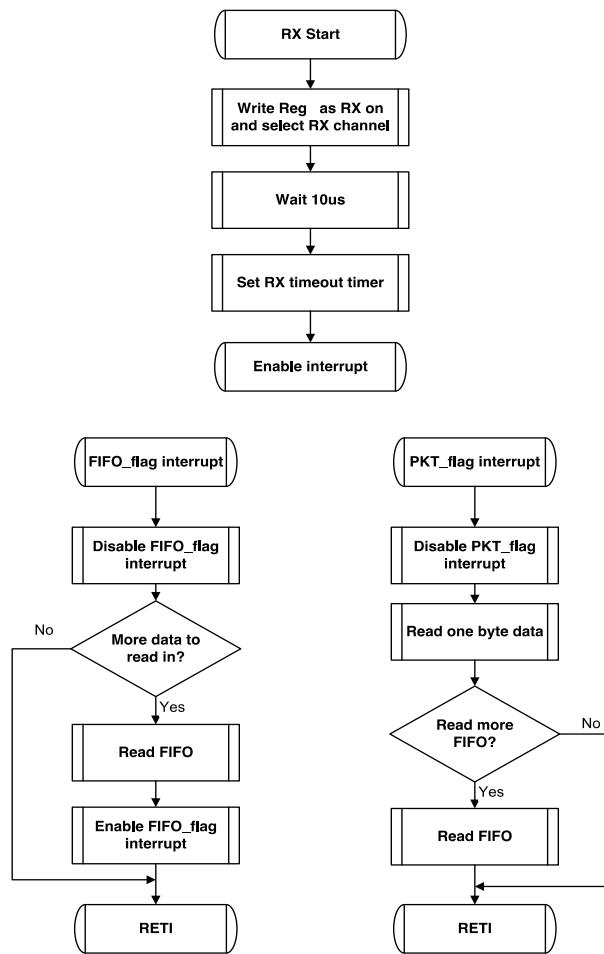 RX Start
Write Reg   as RX on
and select RX channel
Wait 10us
Set RX timeout timer
Enable interrupt
FIFO_flag interrupt
Disable FIFO_flag
interrupt
No
More data to
read in?
Yes
Read FIFO
Enable FIFO_flag
interrupt
RETI
PKT_flag interrupt
Disable PKT_flag
interrupt
Read one byte data
Read more
FIFO?
No
Yes
Read FIFO
RETI